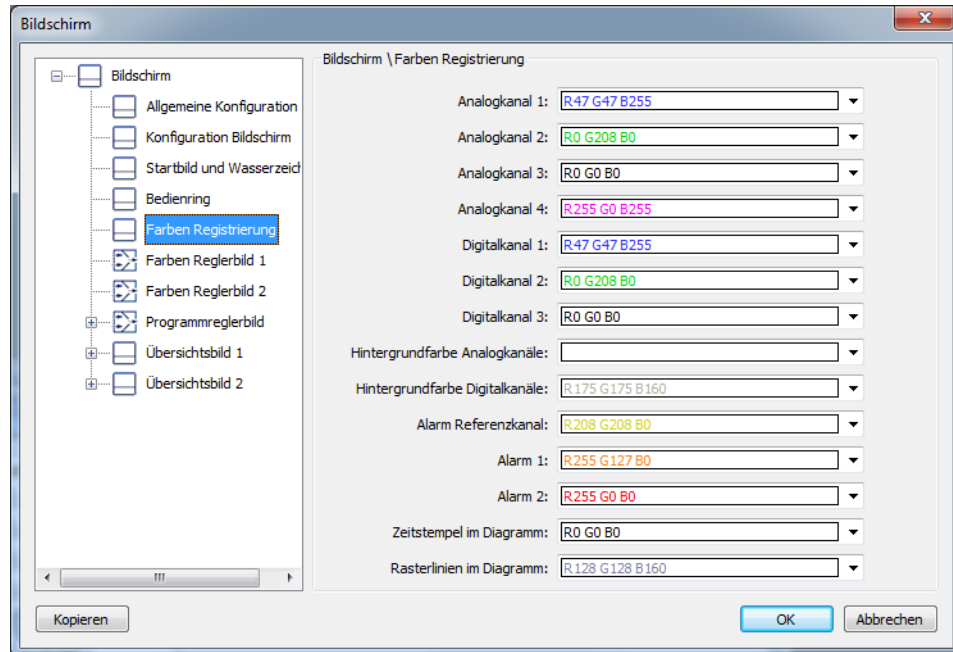 Bildschirm
Bildschirm
Allgemeine Konfiguration
Konfiguration Bildschirm
Startbild und Wasserzeich
Bedienring
Farben Registrierung
Farben Reglerbild 1
Farben Reglerbild 2
Programmreglerbild
Übersichtsbild 1
Übersichtsbild 2
Bildschirm \ Farben Registrierung
Analogkanal 1: R47 G47 B255
Analogkanal 2: R0 G208 B0
Analogkanal 3: R0 G0 B0
Analogkanal 4: R255 G0 B255
Digitalkanal 1: R47 G47 B255
Digitalkanal 2: R0 G208 B0
Digitalkanal 3: R0 G0 B0
Hintergrundfarbe Analogkanäle:
Hintergrundfarbe Digitalkanäle: R175 G175 B160
Alarm Referenzkanal: R208 G208 B0
Alarm 1: R255 G127 B0
Alarm 2: R255 G0 B0
Zeitstempel im Diagramm: R0 G0 B0
Rasterlinien im Diagramm: R128 G128 B160
Kopieren
OK
Abbrechen